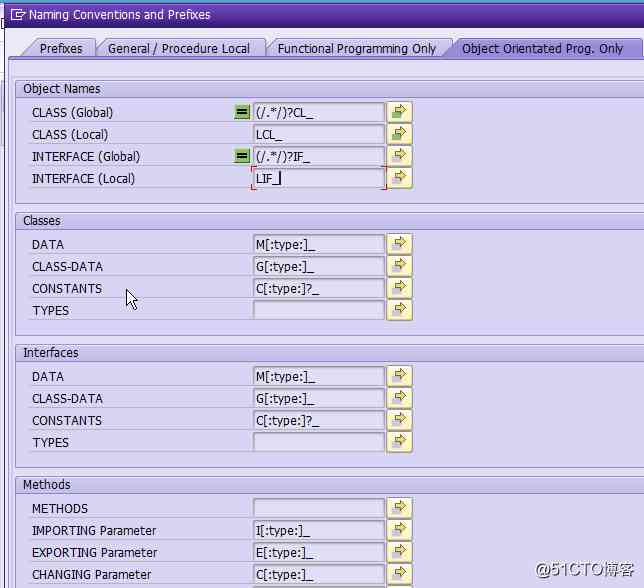 Naming Conventions and Prefixes
Prefixes General / Procedure Local Functional Programming Only Object Orientated Prog. Only
Object Names
CLASS (Global) (/.*/)?CL_
CLASS (Local) LCL_
INTERFACE (Global) (/.*/)?IF_
INTERFACE (Local) LIF_
Classes
DATA M[:type:]_
CLASS-DATA G[:type:]_
CONSTANTS C[:type:]?_
TYPES
Interfaces
DATA M[:type:]_
CLASS-DATA G[:type:]_
CONSTANTS C[:type:]?_
TYPES
Methods
METHODS
IMPORTING Parameter I[:type:]_
EXPORTING Parameter E[:type:]_
CHANGING Parameter C[:type:]_
@51CTO博客